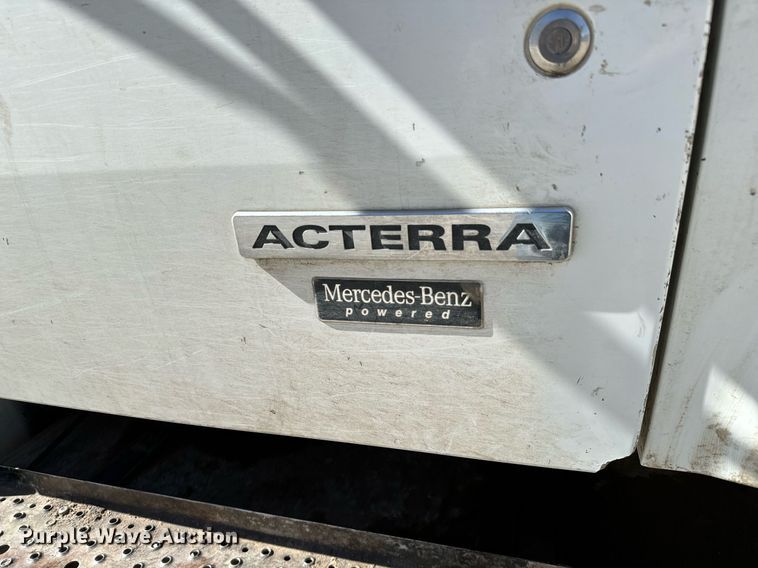 ACTERRA
Mercedes-Benz
powered
Purple Wave Auction